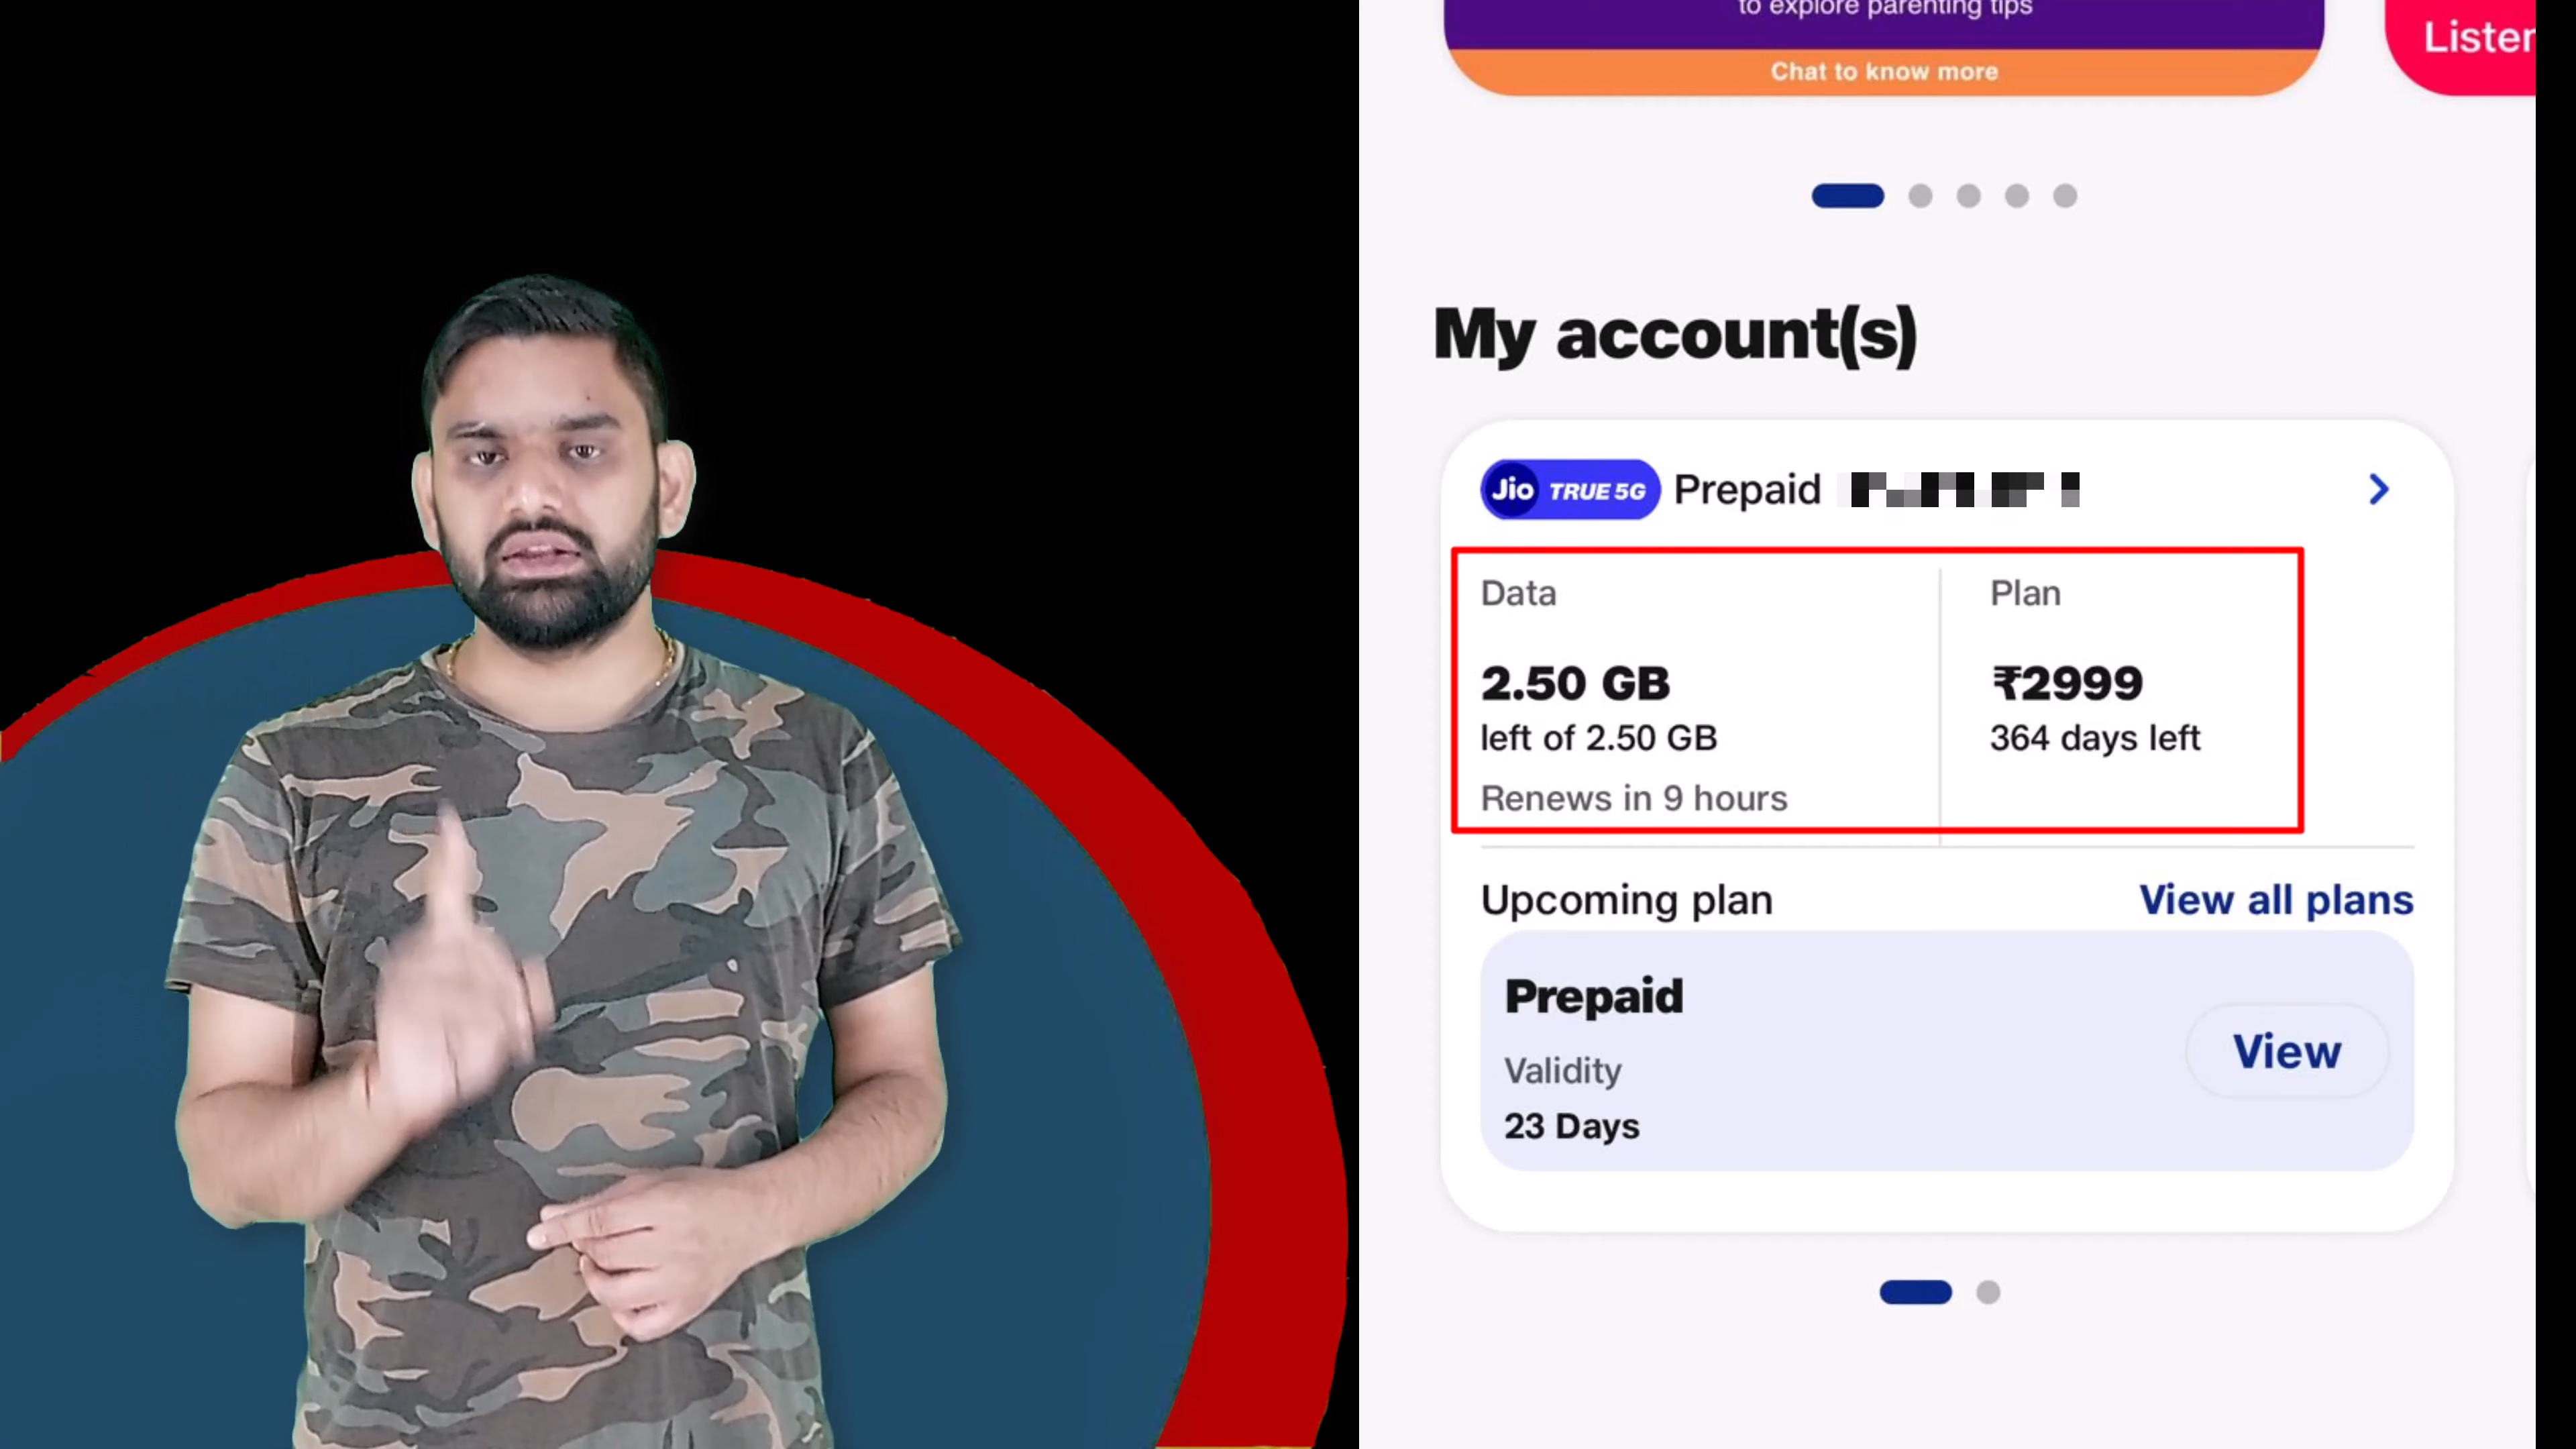 to explore parenting tips
Chat to know more
Listen
My account(s)
Jio TRUE 5G Prepaid
Data
Plan
2.50 GB
₹2999
left of 2.50 GB
364 days left
Renews in 9 hours
Upcoming plan
View all plans
Prepaid
View
Validity
23 Days